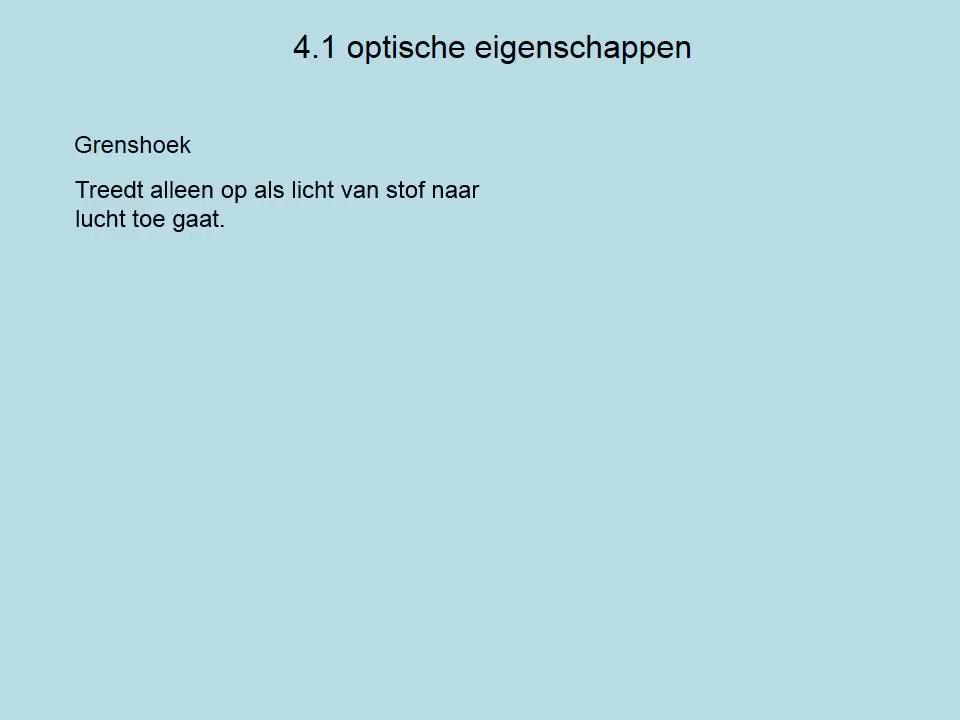 4.1 optische eigenschappen
Grenshoek
Treedt alleen op als licht van stof naar
lucht toe gaat.